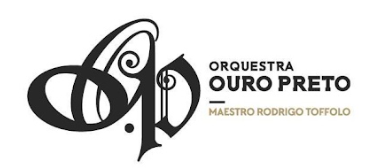 O.P
ORQUESTRA
OURO PRETO
MAESTRO RODRIGO TOFFOLO